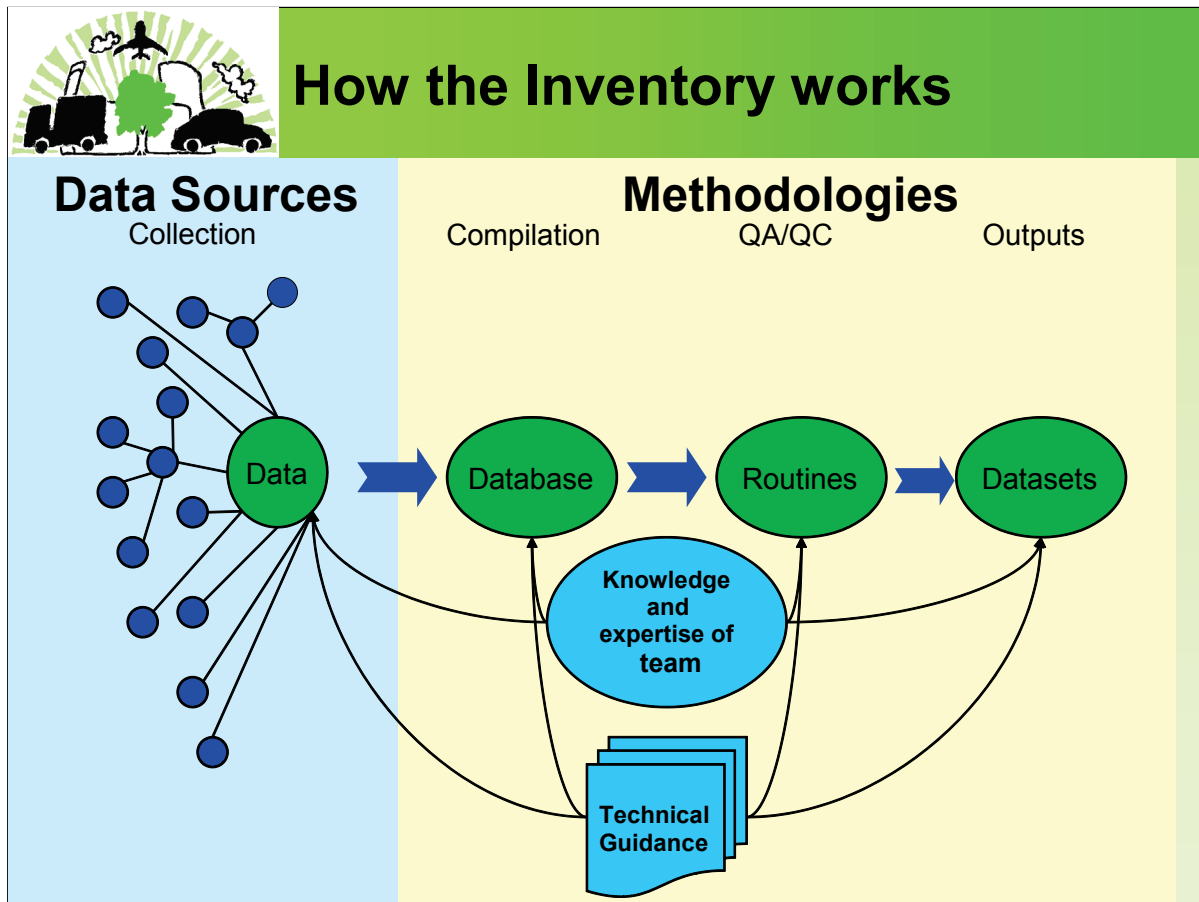 How the Inventory works
Data Sources
Methodologies
Collection
Compilation
QA/QC
Outputs
Data
Database
Routines
Datasets
Knowledge
and
expertise of
team
Technical
Guidance